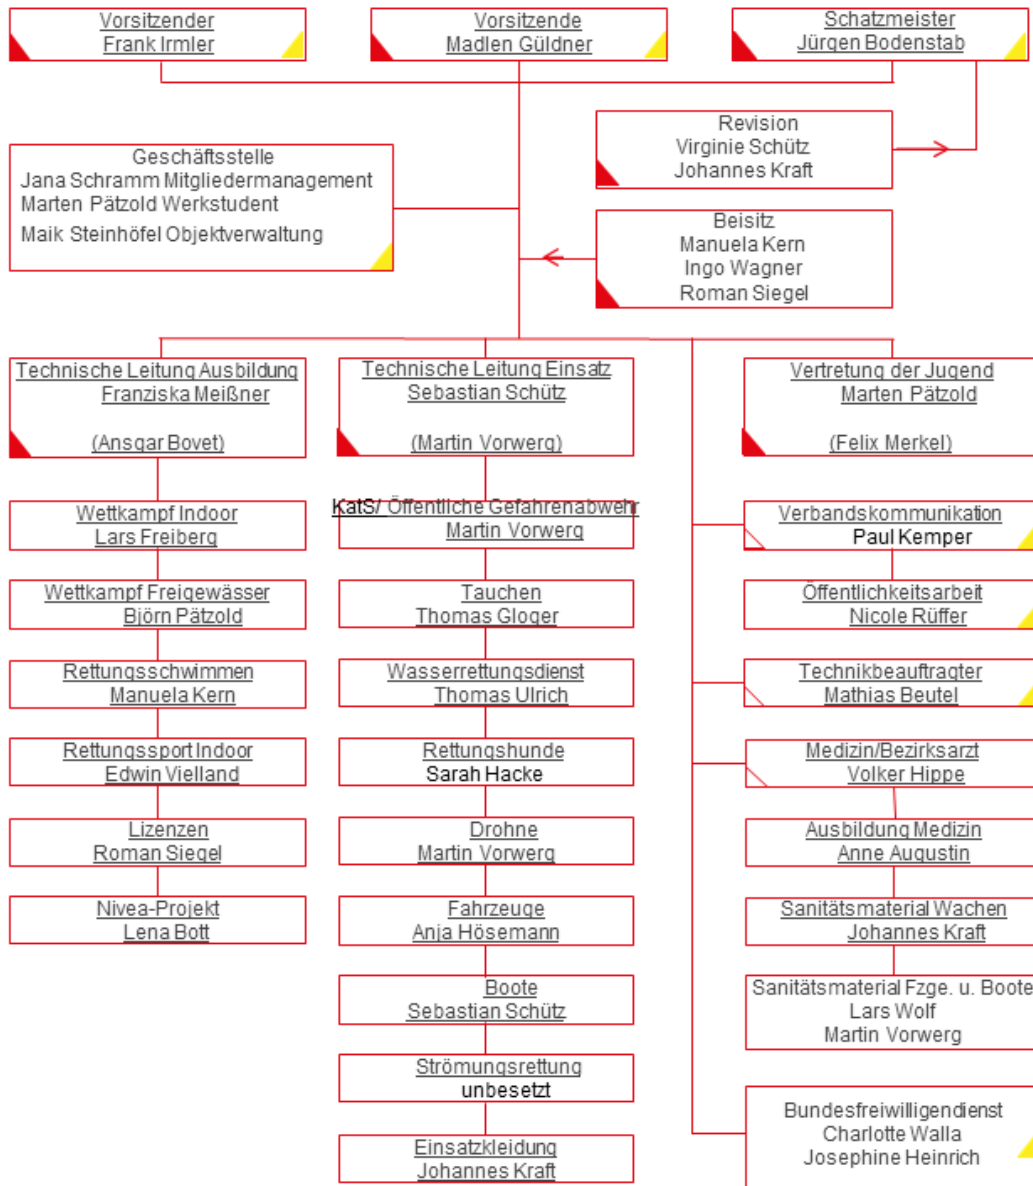 Vorsitzender
Frank Irmler
Vorsitzende
Madlen Güldner
Schatzmeister
Jürgen Bodenstab
Revision
Virginie Schütz
Johannes Kraft
Geschäftsstelle
Jana Schramm Mitgliedermanagement
Marten Pätzold Werkstudent
Maik Steinhöfel Objektverwaltung
Beisitz
Manuela Kern
Ingo Wagner
Roman Siegel
Technische Leitung Ausbildung
Franziska Meißner
(Ansgar Bovet)
Wettkampf Indoor
Lars Freiberg
Wettkampf Freigewässer
Björn Pätzold
Rettungsschwimmen
Manuela Kern
Rettungssport Indoor
Edwin Vielland
Lizenzen
Roman Siegel
Nivea-Projekt
Lena Bott
Technische Leitung Einsatz
Sebastian Schütz
(Martin Vorwerg)
KatS/ Öffentliche Gefahrenabwehr
Martin Vorwerg
Tauchen
Thomas Gloger
Wasserrettungsdienst
Thomas Ulrich
Rettungshunde
Sarah Hacke
Drohne
Martin Vorwerg
Fahrzeuge
Anja Hösemann
Boote
Sebastian Schütz
Strömungsrettung
unbesetzt
Einsatzkleidung
Johannes Kraft
Vertretung der Jugend
Marten Pätzold
(Felix Merkel)
Verbandskommunikation
Paul Kemper
Öffentlichkeitsarbeit
Nicole Rüffer
Technikbeauftragter
Mathias Beutel
Medizin/Bezirksarzt
Volker Hippe
Ausbildung Medizin
Anne Augustin
Sanitätsmaterial Wachen
Johannes Kraft
Sanitätsmaterial Fzge. u. Boote
Lars Wolf
Martin Vorwerg
Bundesfreiwilligendienst
Charlotte Walla
Josephine Heinrich